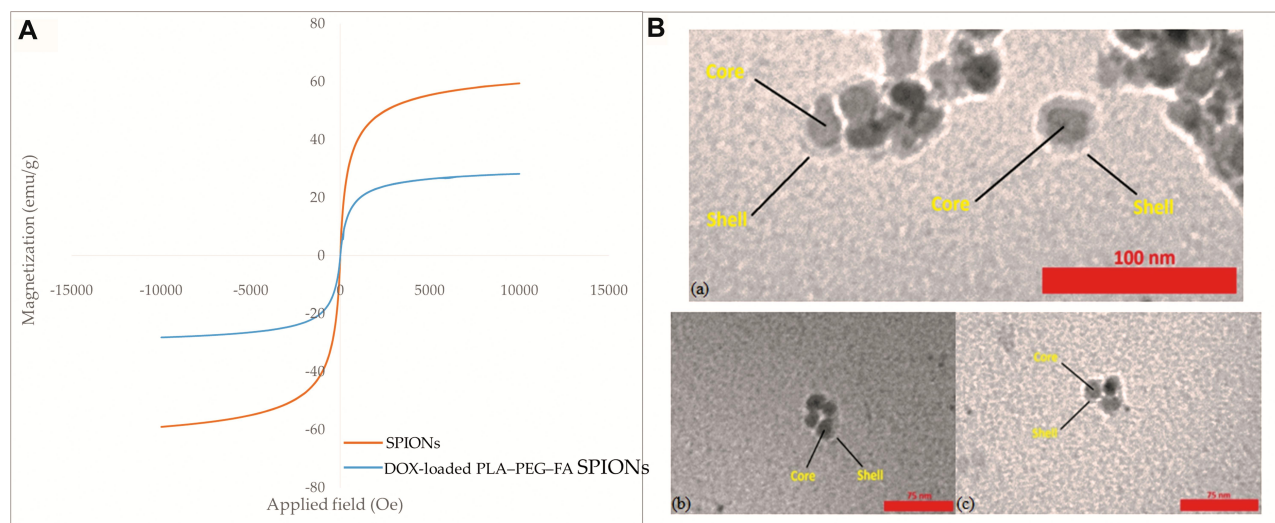 A
80
60
40
20
0
-20
-40
-60
-80
-15000 -10000 -5000 0 5000 10000 15000
Magnetization (emu/g)
Applied field (Oe)
SPIONs
DOX-loaded PLA–PEG–FA SPIONs
B
Core
Shell
Core
Shell
100 nm
(a)
Core
Shell
75 nm
(b)
Core
Shell
75 nm
(c)